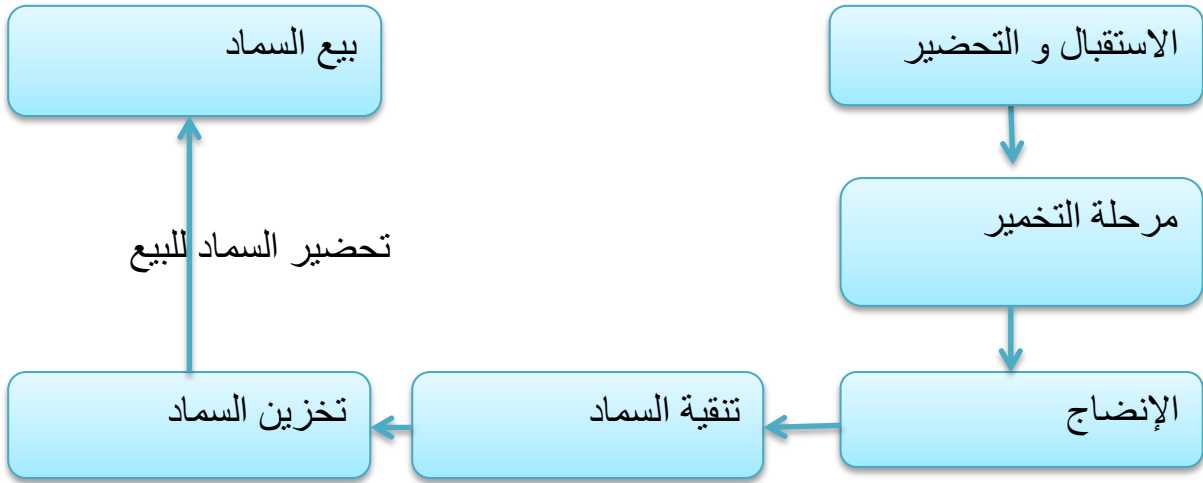 الاستقبال و التحضير
مرحلة التخمير
الإنضاج
تنقية السماد
تخزين السماد
تحضير السماد للبيع
بيع السماد